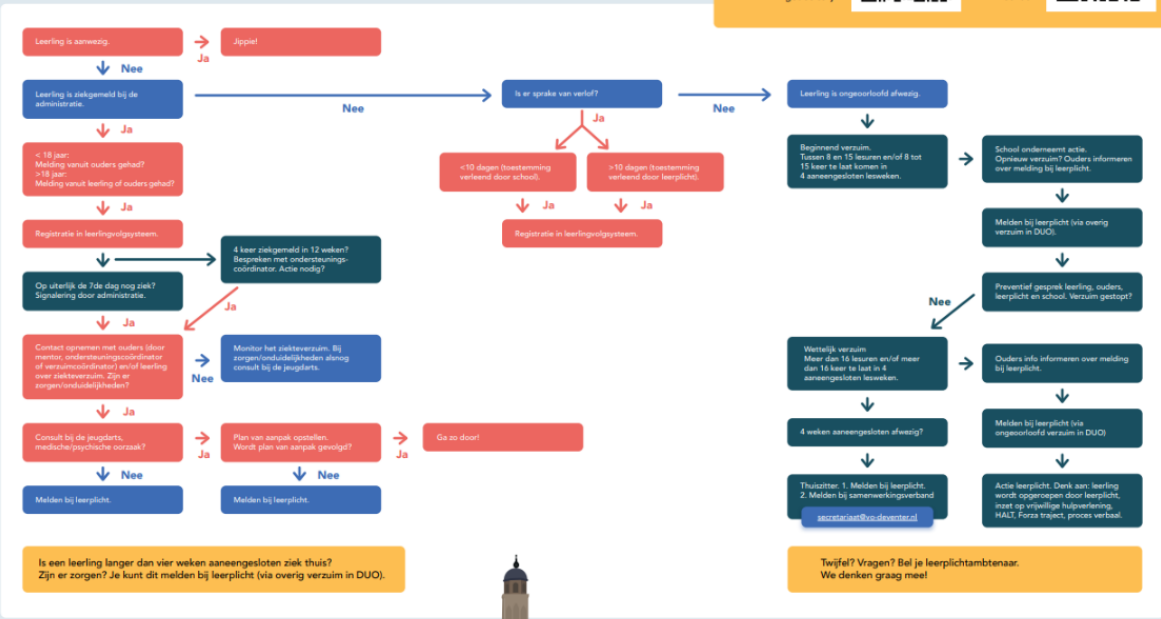 Leerling is aanwezig.
Ja
Jippie!
Nee
Leerling is ziekgemeld bij de
administratie.
Nee
Is er sprake van verlof?
Nee
Leerling is ongeoorloofd afwezig.
Ja
< 18 jaar:
Melding vanuit ouders gehad?
>18 jaar:
Melding vanuit leerling of ouders gehad?
Ja
Registratie in leerlingvolgsysteem.
4 keer ziekgemeld in 12 weken?
Bespreken met ondersteunings-
coördinator. Actie nodig?
Op uiterlijk de 7de dag nog ziek?
Signalering door administratie.
Ja
Ja
Contact opnemen met ouders (door
mentor, ondersteuningscoördinator
of verzuimcoördinator) en/of leerling
over ziekteverzuim. Zijn er
zorgen/onduidelijkheden?
Nee
Monitor het ziekteverzuim. Bij
zorgen/onduidelijkheden alsnog
consult bij de jeugdarts.
Ja
Consult bij de jeugdarts,
medische/psychische oorzaak?
Ja
Plan van aanpak opstellen.
Wordt plan van aanpak gevolgd?
Ja
Ga zo door!
Nee
Nee
Melden bij leerplicht.
Melden bij leerplicht.
Ja
<10 dagen (toestemming
verleend door school).
>10 dagen (toestemming
verleend door leerplicht).
Ja
Ja
Registratie in leerlingvolgsysteem.
Beginnend verzuim.
Tussen 8 en 15 lesuren en/of 8 tot
15 keer te laat komen in
4 aaneengesloten lesweken.
School onderneemt actie.
Opnieuw verzuim? Ouders informeren
over melding bij leerplicht.
Melden bij leerplicht (via overig
verzuim in DUO).
Preventief gesprek leerling, ouders,
leerplicht en school. Verzuim gestopt?
Nee
Wettelijk verzuim
Meer dan 16 lesuren en/of meer
dan 16 keer te laat in 4
aaneengesloten lesweken.
Ouders info informeren over melding
bij leerplicht.
4 weken aaneengesloten afwezig?
Melden bij leerplicht (via
ongeoorloofd verzuim in DUO)
Thuiszitter. 1. Melden bij leerplicht.
2. Melden bij samenwerkingsverband
secretariaat@vo-deventer.nl
Actie leerplicht. Denk aan: leerling
wordt opgeroepen door leerplicht,
inzet op vrijwillige hulpverlening,
HALT, Forza traject, proces verbaal.
Is een leerling langer dan vier weken aaneengesloten ziek thuis?
Zijn er zorgen? Je kunt dit melden bij leerplicht (via overig verzuim in DUO).
Twijfel? Vragen? Bel je leerplichtambtenaar.
We denken graag mee!